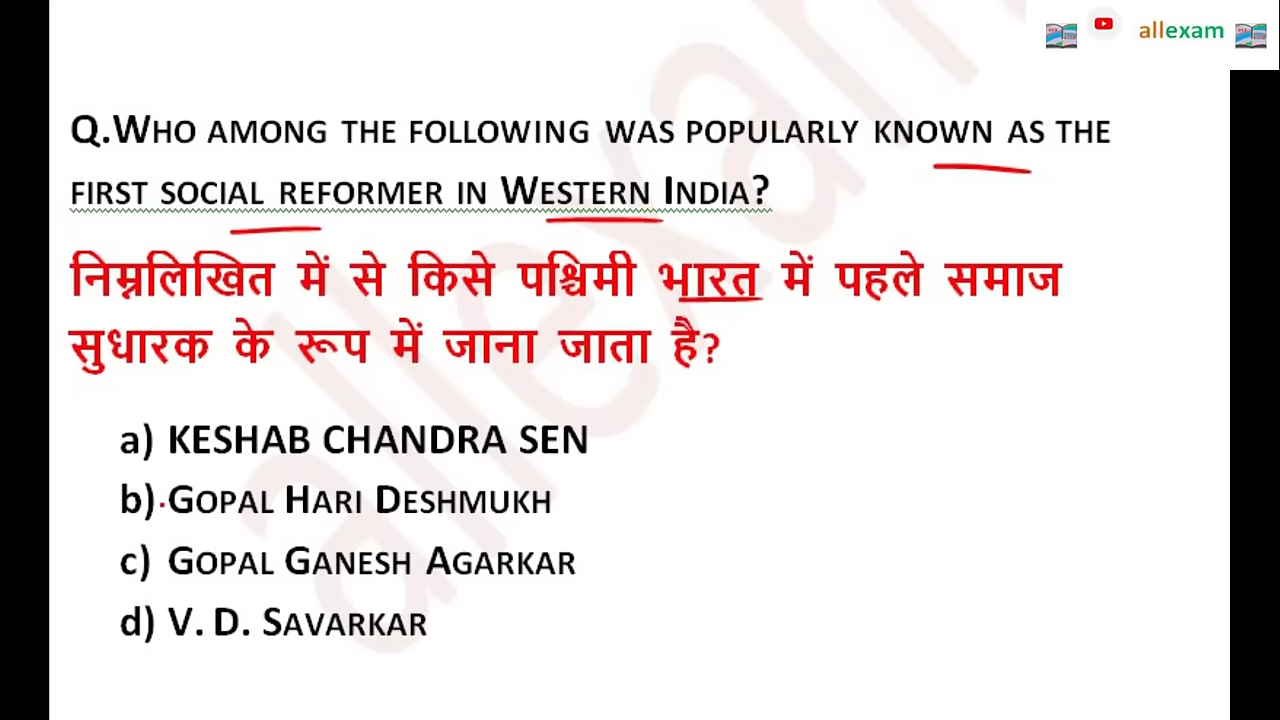 allexam
Q.Who among the following was popularly known as the
first social reformer in Western India?
निम्नलिखित में से किसे पश्चिमी भारत में पहले समाज
सुधारक के रूप में जाना जाता है?
a) KESHAB CHANDRA SEN
b) Gopal Hari Deshmukh
c) Gopal Ganesh Agarkar
d) V. D. Savarkar
allexam